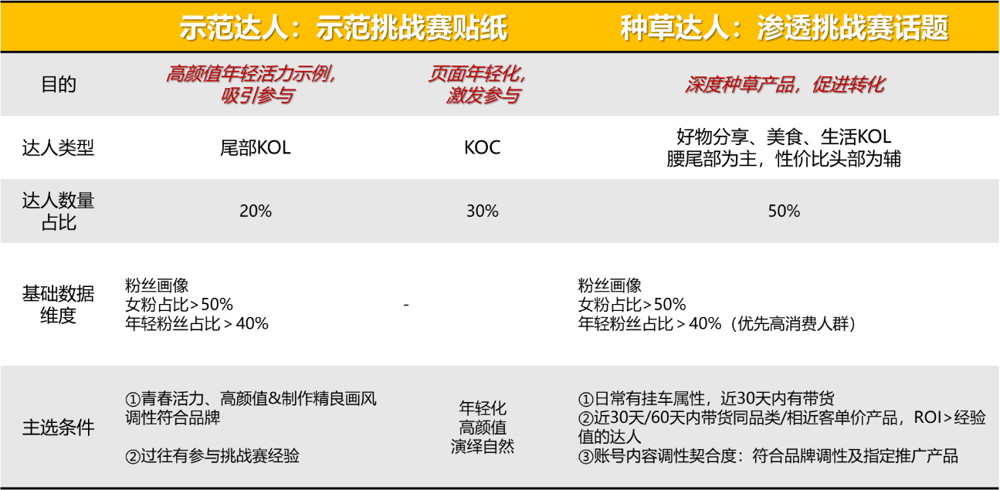 示范达人：示范挑战赛贴纸
种草达人：渗透挑战赛话题
目的
高颜值年轻活力示例，
吸引参与
页面年轻化，
激发参与
深度种草产品，促进转化
达人类型
尾部KOL
KOC
好物分享、美食、生活KOL
腰尾部为主，性价比头部为辅
达人数量
占比
20%
30%
50%
基础数据
维度
粉丝画像
女粉占比>50%
年轻粉丝占比＞40%
-
粉丝画像
女粉占比>50%
年轻粉丝占比＞40%（优先高消费人群）
主选条件
①青春活力、高颜值&制作精良画风
调性符合品牌
②过往有参与挑战赛经验
年轻化
高颜值
演绎自然
①日常有挂车属性，近30天内有带货
②近30天/60天内带货同品类/相近客单价产品，ROI>经验
值的达人
③账号内容调性契合度：符合品牌调性及指定推广产品